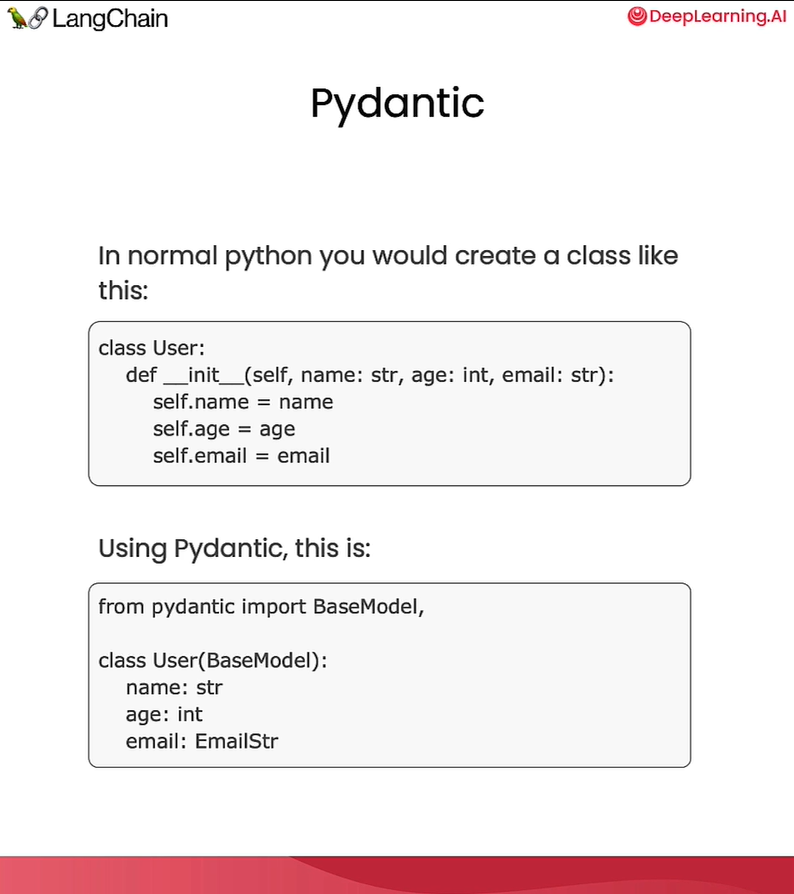 LangChain
DeepLearning.AI
Pydantic
In normal python you would create a class like
this:
class User:
    def __init__(self, name: str, age: int, email: str):
        self.name = name
        self.age = age
        self.email = email
Using Pydantic, this is:
from pydantic import BaseModel,
class User(BaseModel):
    name: str
    age: int
    email: EmailStr